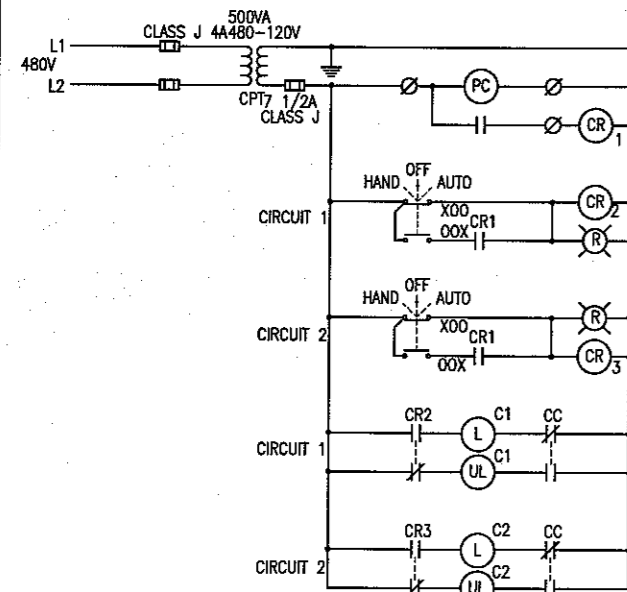 500VA
CLASS J 4A480-120V
L1
480V
L2
CPT7 1/2A
CLASS J
PC
CR
1
OFF
HAND AUTO
CIRCUIT 1
XOO
OOX
CR1
CR
2
R
OFF
HAND AUTO
CIRCUIT 2
XOO
OOX
CR1
R
CR
3
CR2
L
C1
CC
CIRCUIT 1
UL
C1
CR3
L
C2
CC
CIRCUIT 2
UL
C2